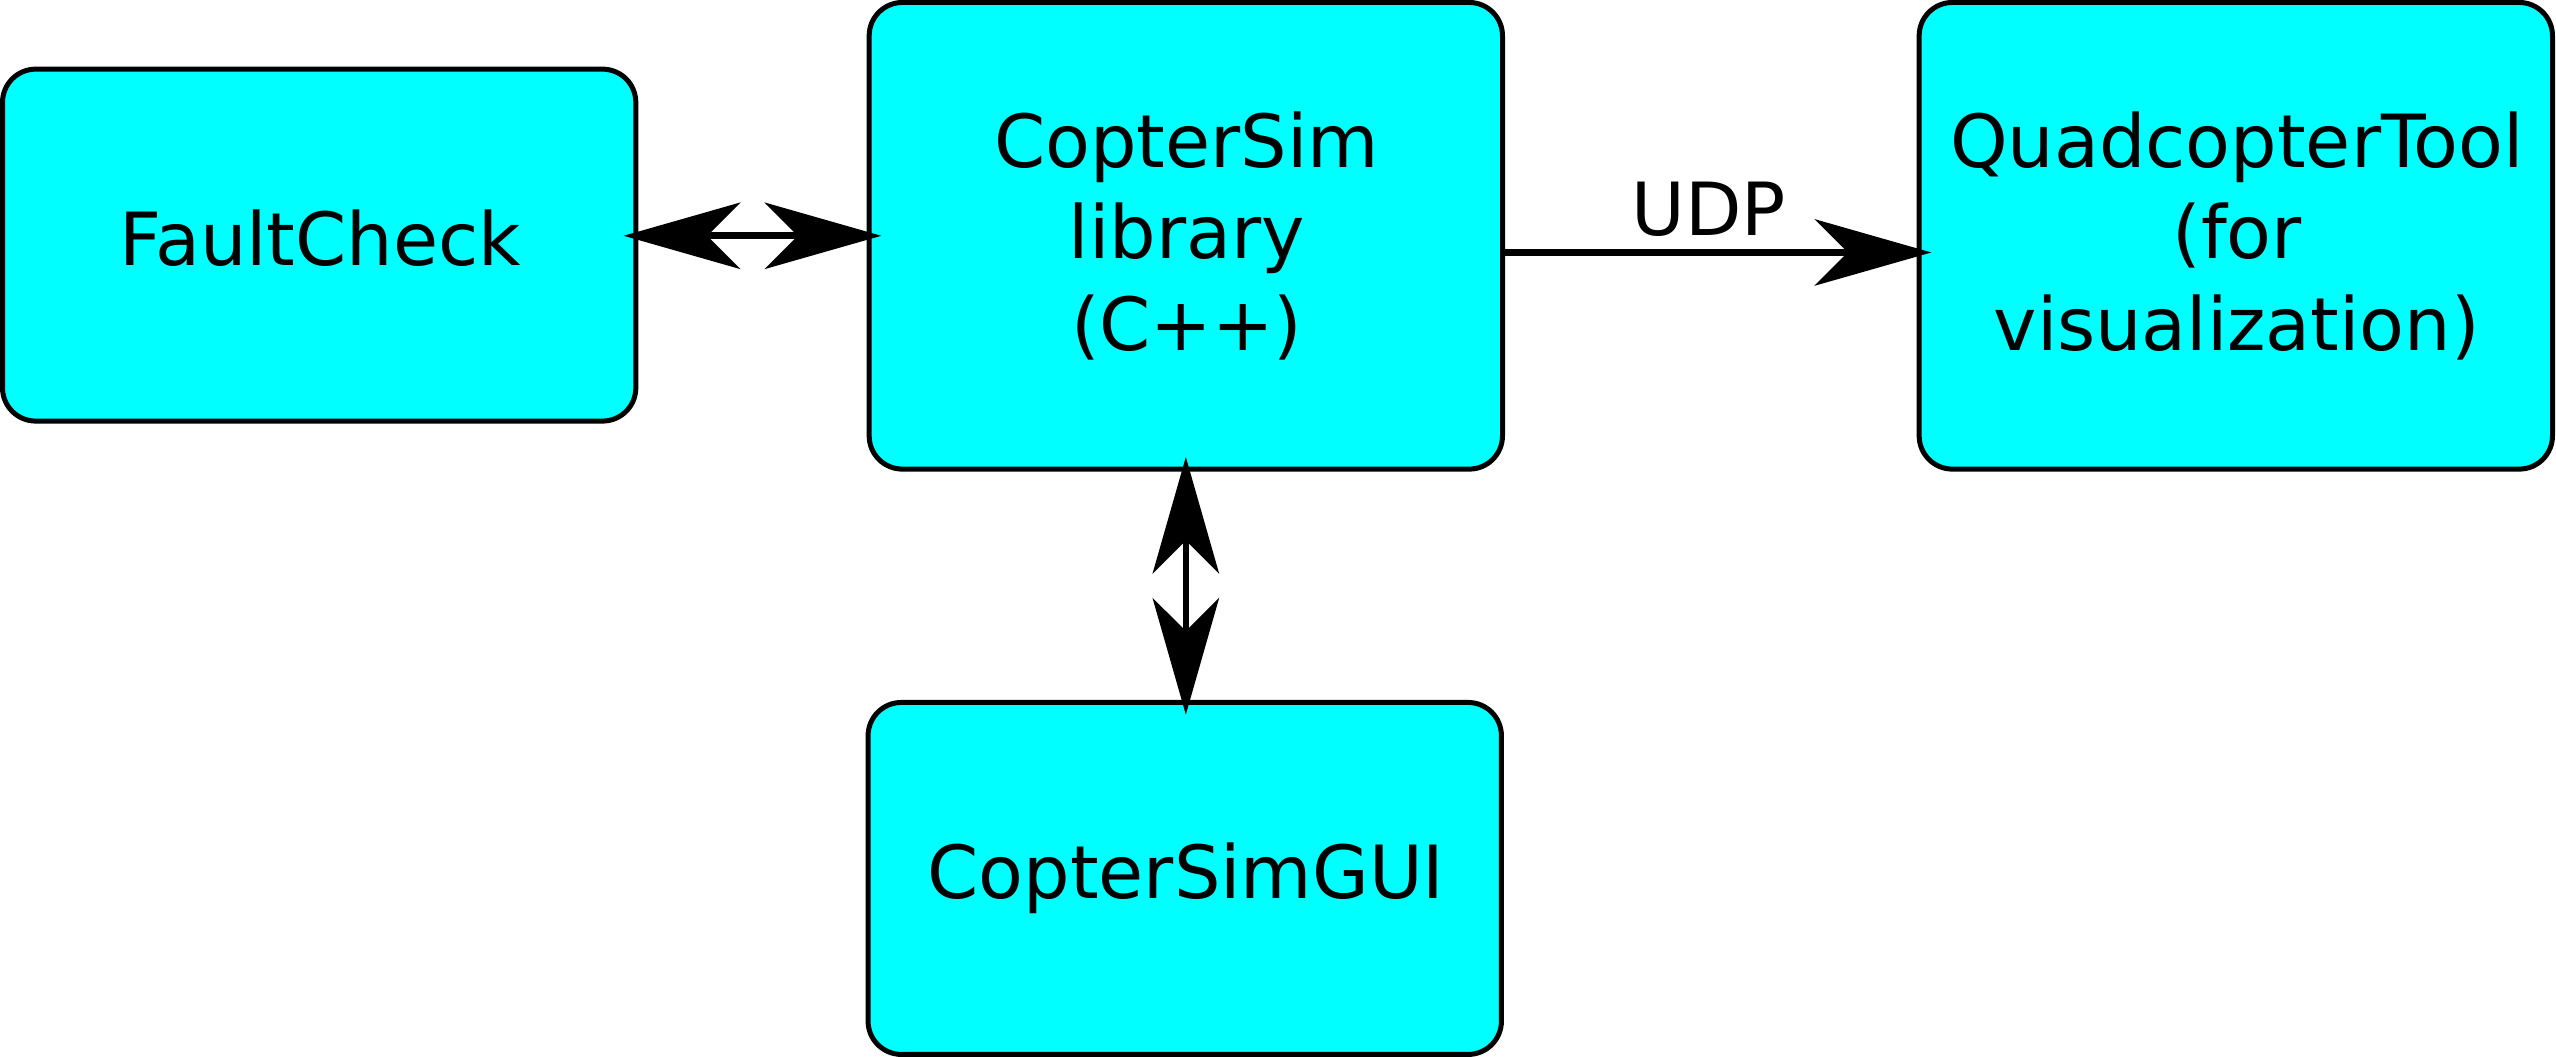 FaultCheck
CopterSim
library
(C++)
UDP
QuadcopterTool
(for
visualization)
CopterSimGUI